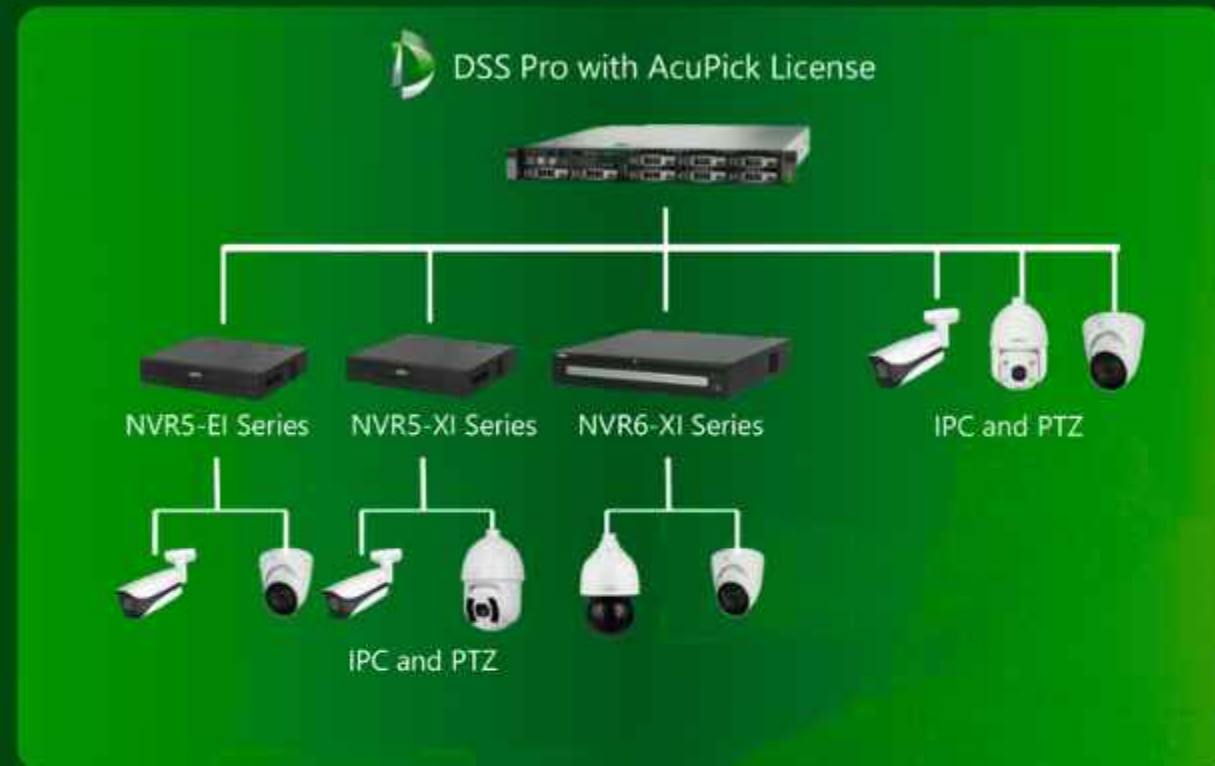 DSS Pro with AcuPick License
NVR5-EI Series
NVR5-XI Series
NVR6-XI Series
IPC and PTZ
IPC and PTZ